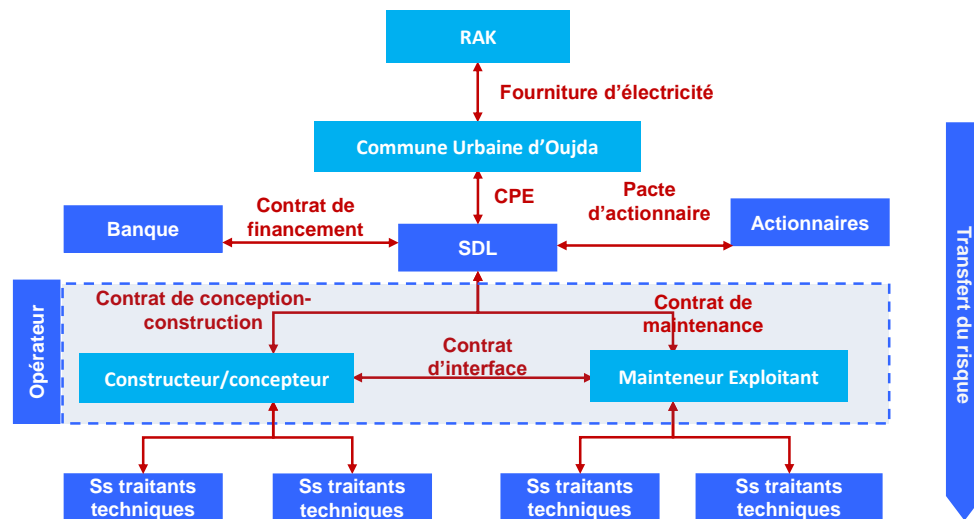 RAK
Fourniture d'électricité
Commune Urbaine d'Oujda
CPE
Pacte
d'actionnaire
Contrat de
financement
Banque
SDL
Actionnaires
Transfert du risque
Opérateur
Contrat de conception-
construction
Contrat de
maintenance
Contrat
d'interface
Constructeur/concepteur
Mainteneur Exploitant
Ss traitants
techniques
Ss traitants
techniques
Ss traitants
techniques
Ss traitants
techniques